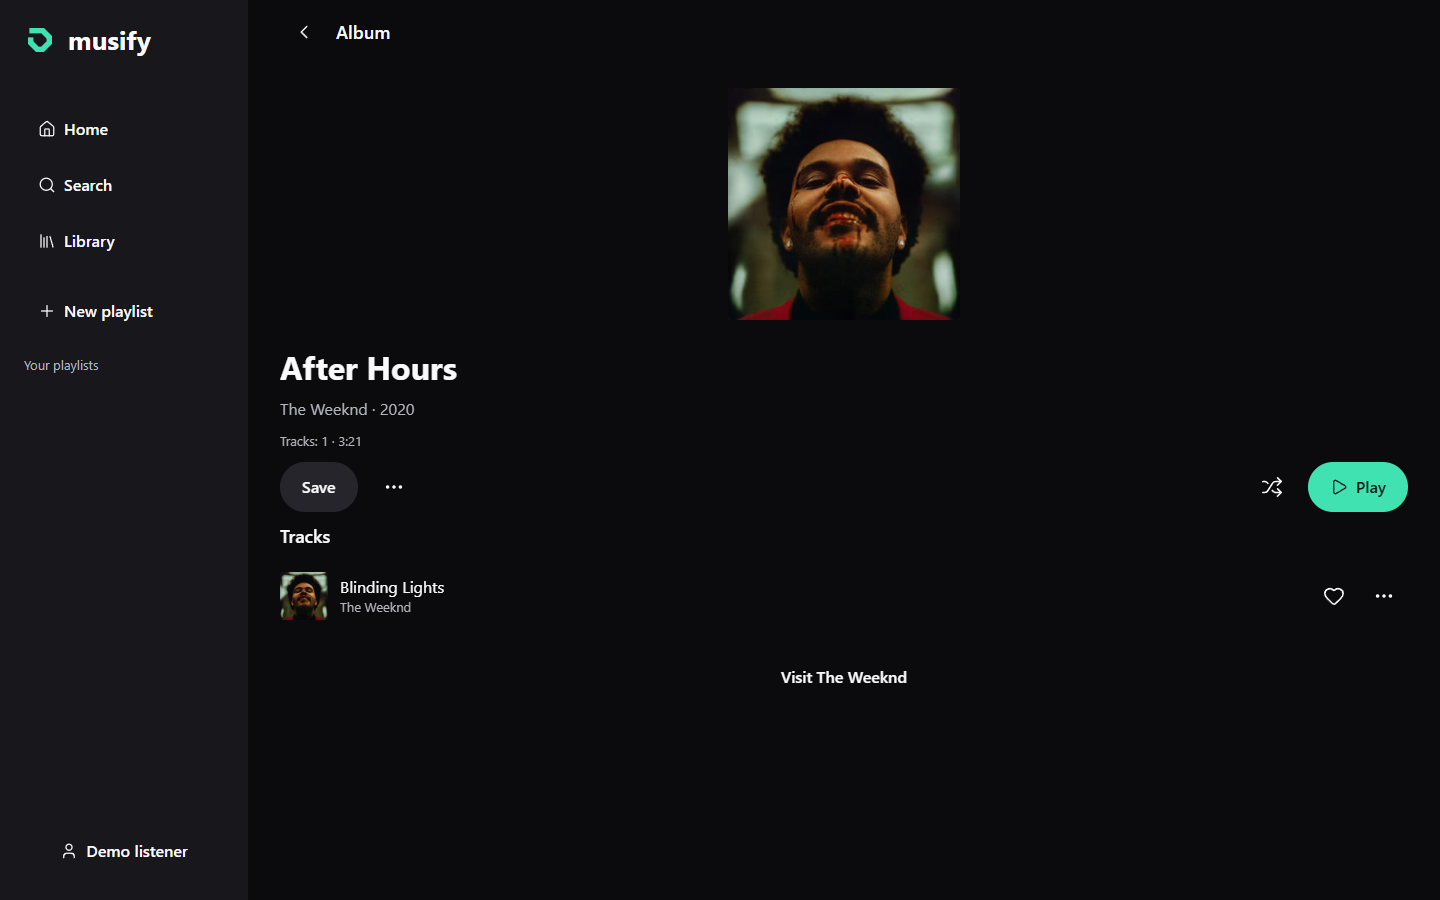 musify
Home
Search
Library
New playlist
Your playlists
Demo listener
Album
After Hours
The Weeknd · 2020
Tracks: 1 · 3:21
Save
Play
Tracks
Blinding Lights
The Weeknd
Visit The Weeknd